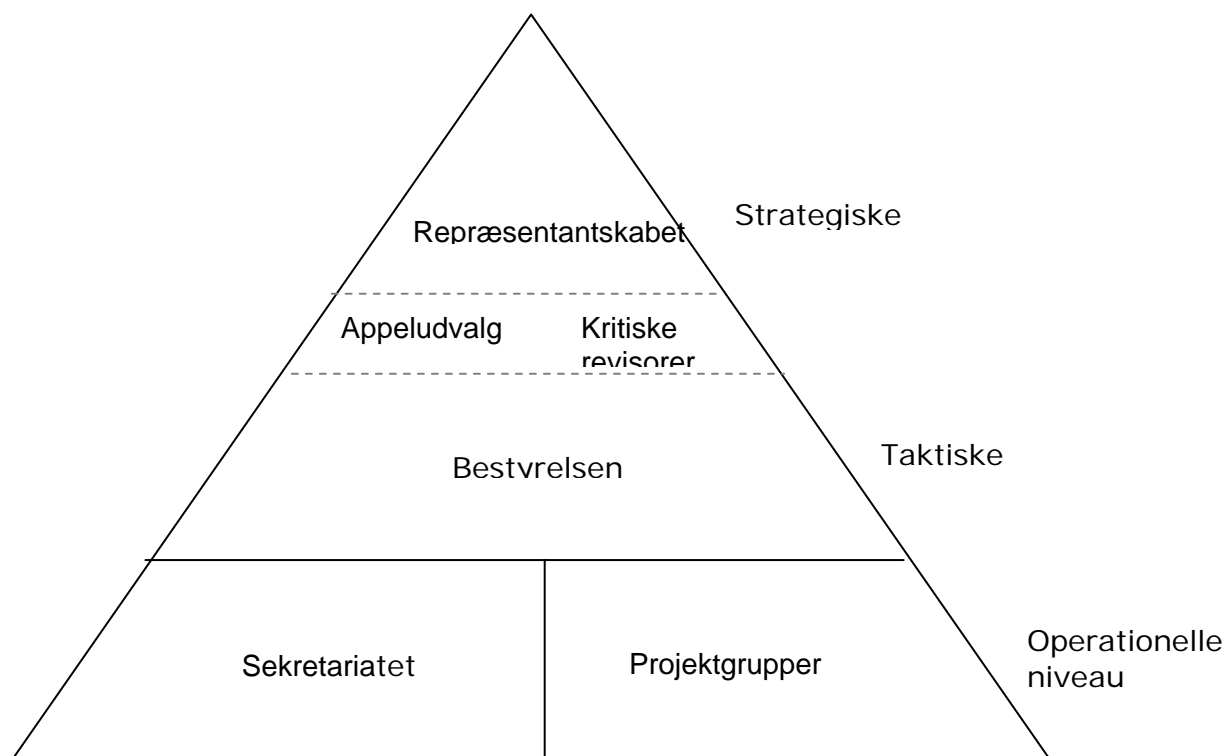 Strategiske
Repræsentantskabet
Appeludvalg
Kritiske
revisorer
Taktiske
Bestyrelsen
Operationelle
niveau
Sekretariatet
Projektgrupper